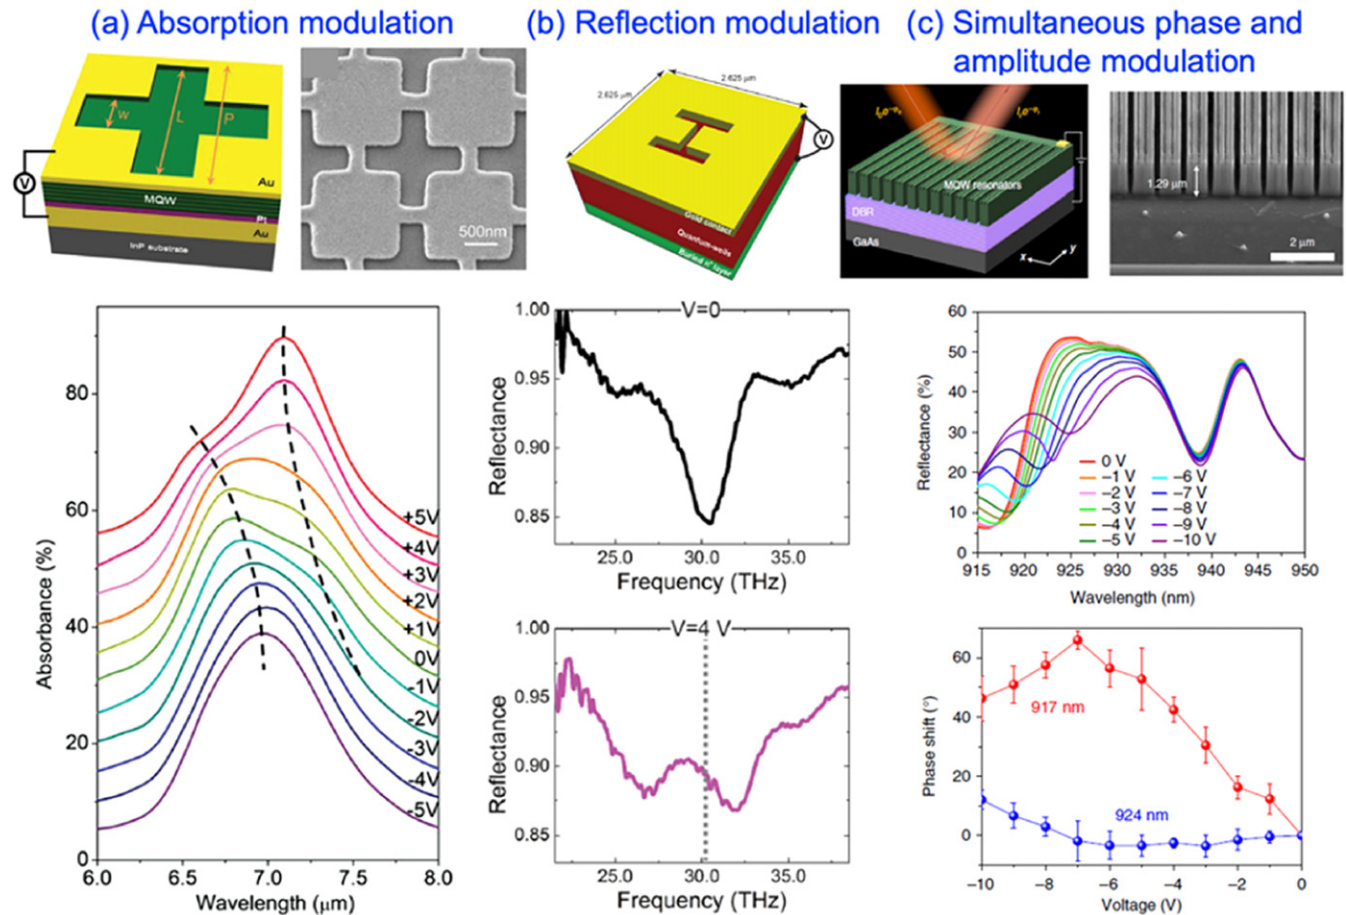 (a) Absorption modulation
(b) Reflection modulation
(c) Simultaneous phase and
amplitude modulation
W
L
P
V
Au
MQW
Pt
Au
InP substrate
500nm
2.625 μm
2.625 μm
V
Gold contact
Quantum-wells
Buried n⁺ layer
MQW resonators
DBR
GaAs
x
y
1.29 μm
2 μm
Absorbance (%)
80
60
40
20
0
+5V
+4V
+3V
+2V
+1V
0V
-1V
-2V
-3V
-4V
-5V
6.0 6.5 7.0 7.5 8.0
Wavelength (μm)
V=0
Reflectance
1.00
0.95
0.90
0.85
25.0 30.0 35.0
Frequency (THz)
V=4 V
Reflectance
1.00
0.95
0.90
0.85
25.0 30.0 35.0
Frequency (THz)
Reflectance (%)
60
50
40
30
20
10
0
0 V
–1 V
–2 V
–3 V
–4 V
–5 V
–6 V
–7 V
–8 V
–9 V
–10 V
915 920 925 930 935 940 945 950
Wavelength (nm)
Phase shift (°)
60
40
20
0
917 nm
924 nm
–10 –8 –6 –4 –2 0
Voltage (V)